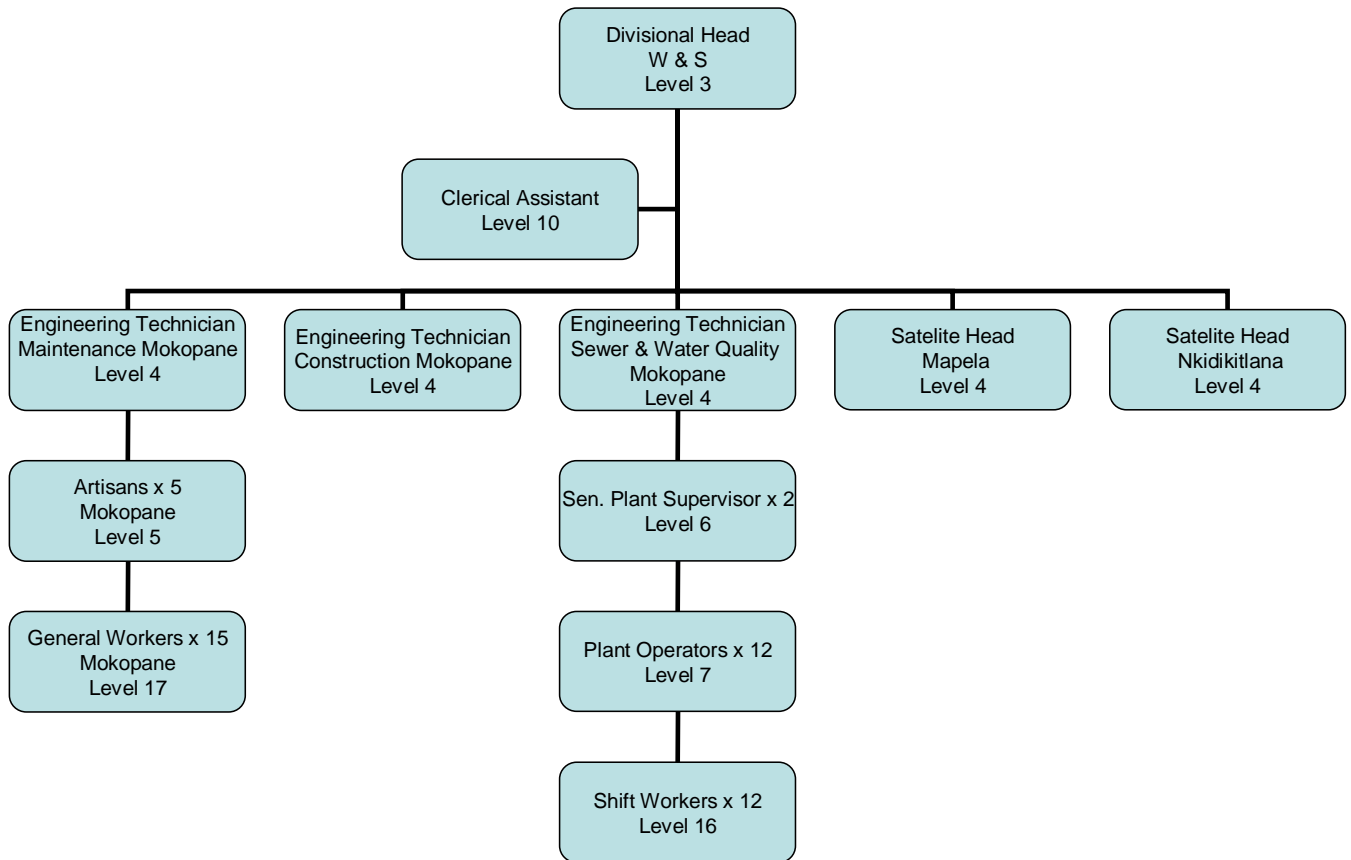 Divisional Head
W & S
Level 3
Clerical Assistant
Level 10
Engineering Technician
Maintenance Mokopane
Level 4
Engineering Technician
Construction Mokopane
Level 4
Engineering Technician
Sewer & Water Quality
Mokopane
Level 4
Satelite Head
Mapela
Level 4
Satelite Head
Nkidikitlana
Level 4
Artisans x 5
Mokopane
Level 5
Sen. Plant Supervisor x 2
Level 6
General Workers x 15
Mokopane
Level 17
Plant Operators x 12
Level 7
Shift Workers x 12
Level 16